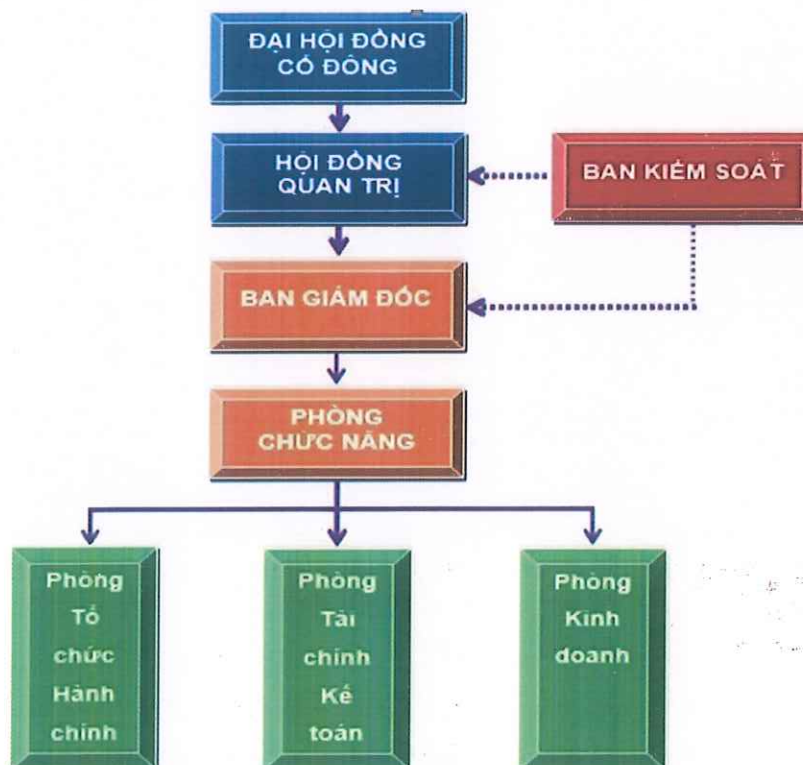 ĐẠI HỘI ĐỒNG
CỔ ĐÔNG
HỘI ĐỒNG
QUẢN TRỊ
BAN KIỂM SOÁT
BAN GIÁM ĐỐC
PHÒNG
CHỨC NĂNG
Phòng
Tổ
chức
Hành
chính
Phòng
Tài
chính
Kế
toán
Phòng
Kinh
doanh